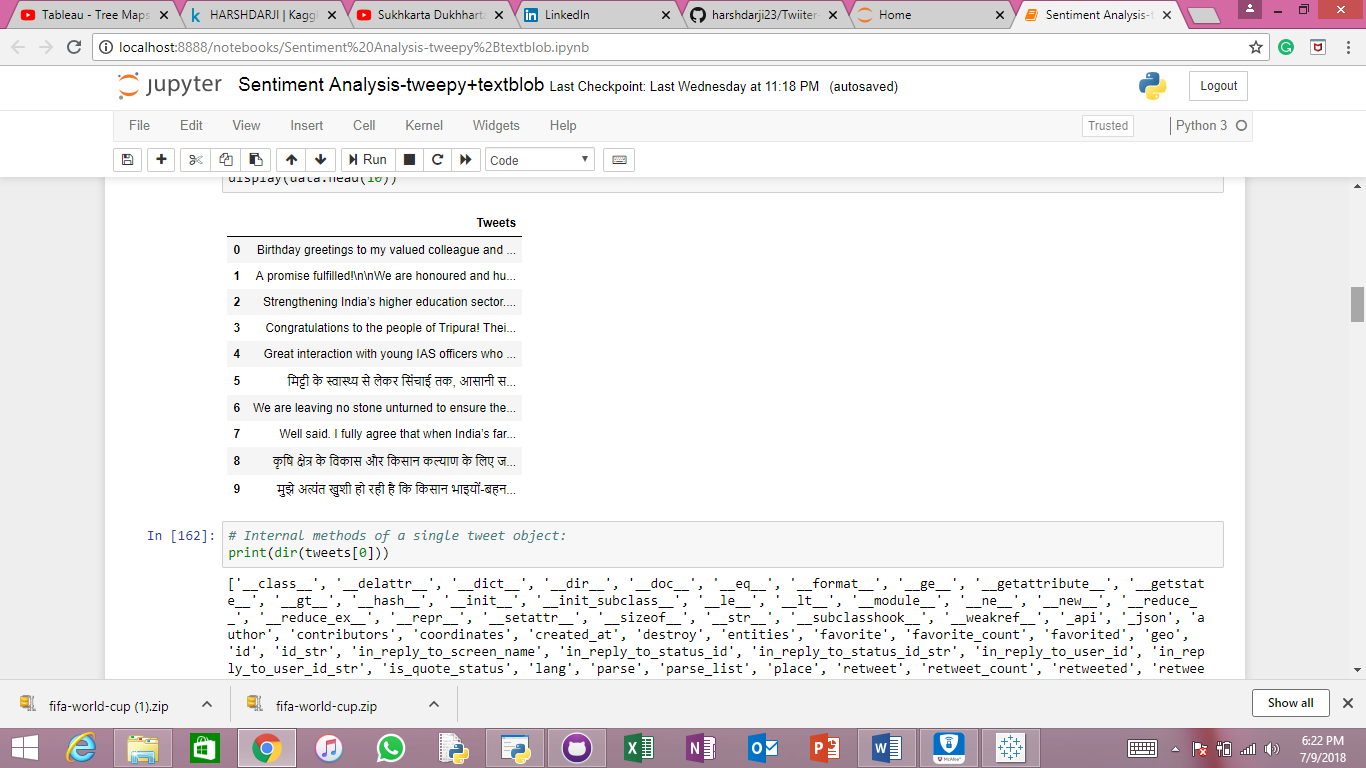 Tableau - Tree Maps
HARSHDARJI | Kaggl
Sukhkarta Dukhharta
LinkedIn
harshdarji23/Twiiter-
Home
Sentiment Analysis-t
localhost:8888/notebooks/Sentiment%20Analysis-tweepy%2Btextblob.ipynb
jupyter Sentiment Analysis-tweepy+textblob Last Checkpoint: Last Wednesday at 11:18 PM (autosaved)
Logout
File Edit View Insert Cell Kernel Widgets Help
Trusted
Python 3
Run
Code
display(data.head(10))
Tweets
0 Birthday greetings to my valued colleague and ...
1 A promise fulfilled!\n\nWe are honoured and hu...
2 Strengthening India's higher education sector....
3 Congratulations to the people of Tripura! Thei...
4 Great interaction with young IAS officers who ...
5 मिट्टी के स्वास्थ्य से लेकर सिंचाई तक, आसानी स...
6 We are leaving no stone unturned to ensure the...
7 Well said. I fully agree that when India's far...
8 कृषि क्षेत्र के विकास और किसान कल्याण के लिए ज...
9 मुझे अत्यंत खुशी हो रही है कि किसान भाइयों-बहन...
In [162]: # Internal methods of a single tweet object:
print(dir(tweets[0]))
['__class__', '__delattr__', '__dict__', '__dir__', '__doc__', '__eq__', '__format__', '__ge__', '__getattribute__', '__getstat
e__', '__gt__', '__hash__', '__init__', '__init_subclass__', '__le__', '__lt__', '__module__', '__ne__', '__new__', '__reduce_
_', '__reduce_ex__', '__repr__', '__setattr__', '__sizeof__', '__str__', '__subclasshook__', '__weakref__', '_api', '_json', 'a
uthor', 'contributors', 'coordinates', 'created_at', 'destroy', 'entities', 'favorite', 'favorite_count', 'favorited', 'geo',
'id', 'id_str', 'in_reply_to_screen_name', 'in_reply_to_status_id', 'in_reply_to_status_id_str', 'in_reply_to_user_id', 'in_rep
ly_to_user_id_str', 'is_quote_status', 'lang', 'parse', 'parse_list', 'place', 'retweet', 'retweet_count', 'retweeted', 'retwee
fifa-world-cup (1).zip
fifa-world-cup.zip
Show all
6:22 PM
7/9/2018